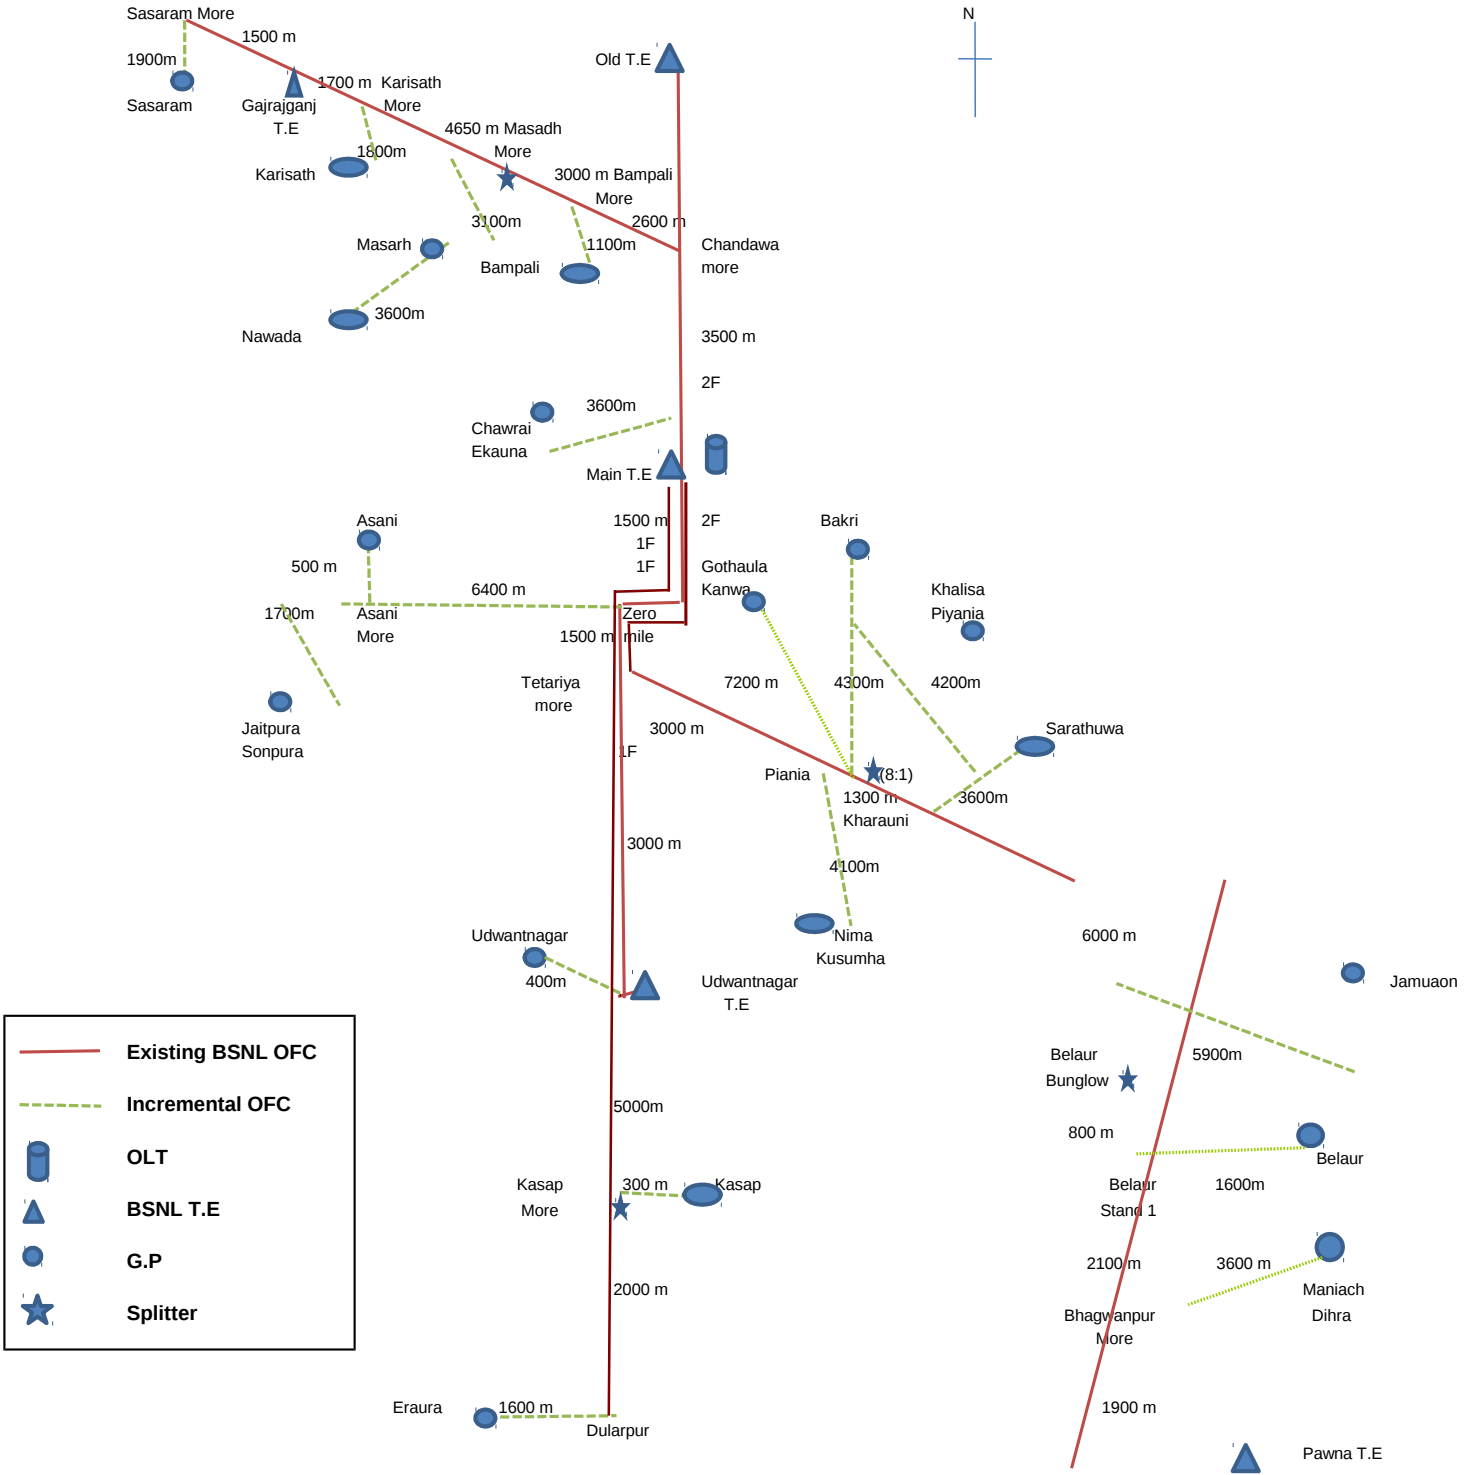 Sasaram More
N
1500 m
1900m
Old T.E
1700 m Karisath
More
Sasaram
Gajrajganj
T.E
4650 m Masadh
More
1800m
Karisath
3000 m Bampali
More
3100m
2600 m
Masarh
1100m
Chandawa
more
Bampali
3600m
Nawada
3500 m
2F
3600m
Chawrai
Ekauna
Main T.E
Asani
1500 m
2F
Bakri
1F
500 m
1F
Gothaula
Kanwa
6400 m
Khalisa
Piyania
1700m
Asani
More
Zero
mile
1500 m
Tetariya
more
7200 m
4300m
4200m
Jaitpura
Sonpura
3000 m
Sarathuwa
1F
Piania
(8:1)
1300 m
Kharauni
3600m
3000 m
4100m
Udwantnagar
Nima
Kusumha
6000 m
400m
Udwantnagar
T.E
Jamuaon
Existing BSNL OFC
Belaur
Bunglow
5900m
Incremental OFC
5000m
800 m
OLT
Belaur
Kasap
More
300 m
Kasap
Belaur
Stand 1
1600m
BSNL T.E
G.P
2100 m
3600 m
2000 m
Maniach
Dihra
Splitter
Bhagwanpur
More
Eraura
1600 m
Dularpur
1900 m
Pawna T.E